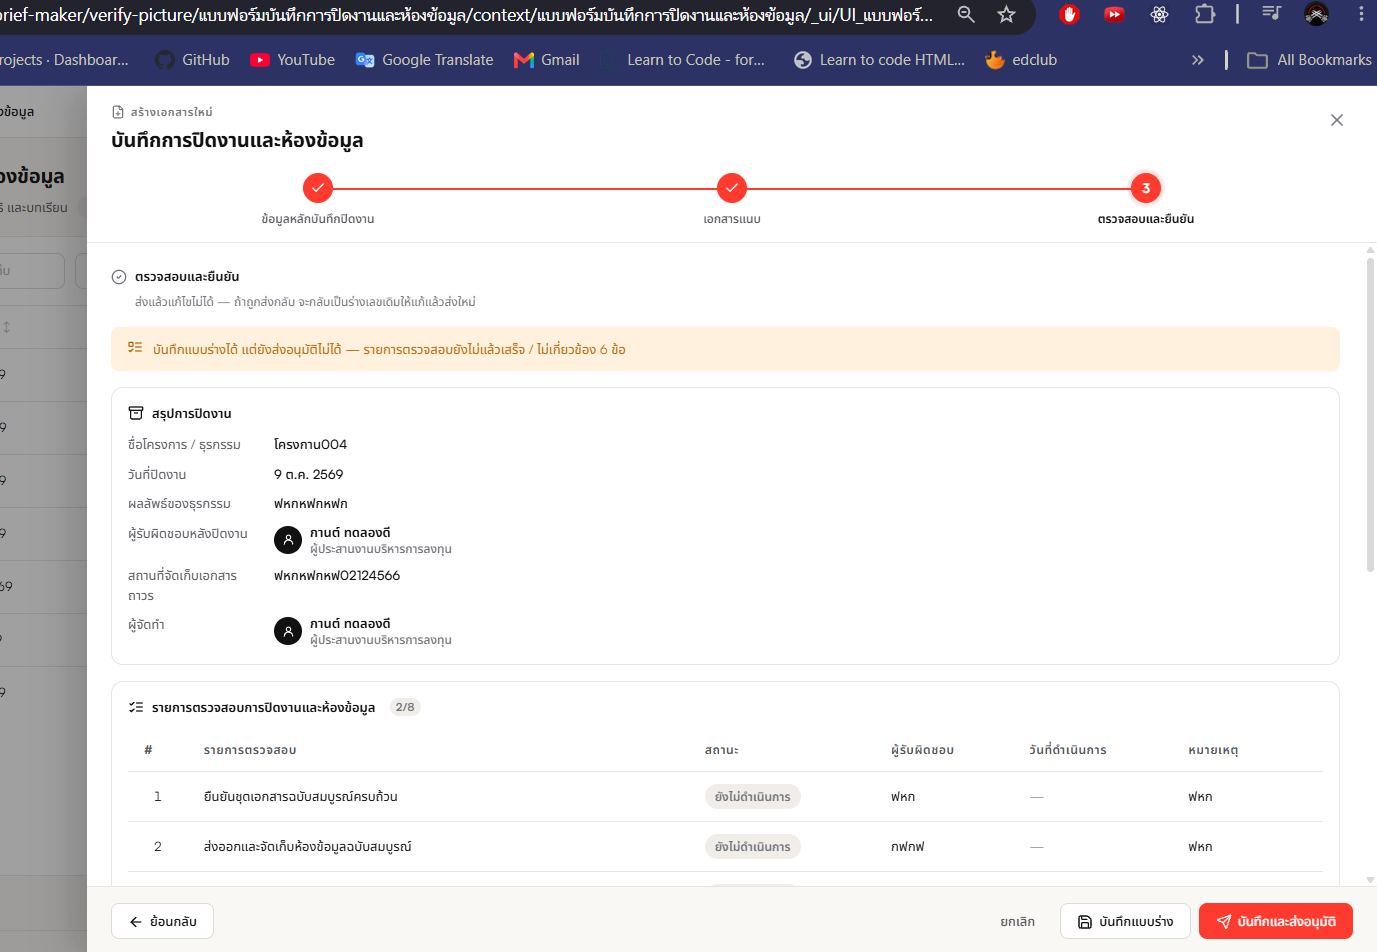 rief-maker/verify-picture/แบบฟอร์มบันทึกการปิดงานและห้องข้อมูล/context/แบบฟอร์มบันทึกการปิดงานและห้องข้อมูล/_ui/UI_แบบฟอร์...
rojects · Dashboar... GitHub YouTube Google Translate Gmail Learn to Code - for... Learn to code HTML... edclub » All Bookmarks
งข้อมูล
องข้อมูล
และบทเรียน
สร้างเอกสารใหม่
บันทึกการปิดงานและห้องข้อมูล
3
ข้อมูลหลักบันทึกปิดงาน เอกสารแนบ ตรวจสอบและยืนยัน
ตรวจสอบและยืนยัน
ส่งแล้วแก้ไขไม่ได้ — ถ้าถูกส่งกลับ จะกลับเป็นร่างเลขเดิมให้แก้แล้วส่งใหม่
บันทึกแบบร่างได้ แต่ยังส่งอนุมัติไม่ได้ — รายการตรวจสอบยังไม่แล้วเสร็จ / ไม่เกี่ยวข้อง 6 ข้อ
สรุปการปิดงาน
ชื่อโครงการ / ธุรกรรม โครงกาน004
วันที่ปิดงาน 9 ต.ค. 2569
ผลลัพธ์ของธุรกรรม ฟหกหฟกหฟก
ผู้รับผิดชอบหลังปิดงาน กานต์ ทดลองดี
ผู้ประสานงานบริหารการลงทุน
สถานที่จัดเก็บเอกสารถาวร ฟหกหฟกหฟ02124566
ผู้จัดทำ กานต์ ทดลองดี
ผู้ประสานงานบริหารการลงทุน
รายการตรวจสอบการปิดงานและห้องข้อมูล 2/8
# รายการตรวจสอบ สถานะ ผู้รับผิดชอบ วันที่ดำเนินการ หมายเหตุ
1 ยืนยันชุดเอกสารฉบับสมบูรณ์ครบถ้วน ยังไม่ดำเนินการ ฟหก — ฟหก
2 ส่งออกและจัดเก็บห้องข้อมูลฉบับสมบูรณ์ ยังไม่ดำเนินการ กฟกฟ — ฟหก
ย้อนกลับ ยกเลิก บันทึกแบบร่าง บันทึกและส่งอนุมัติ